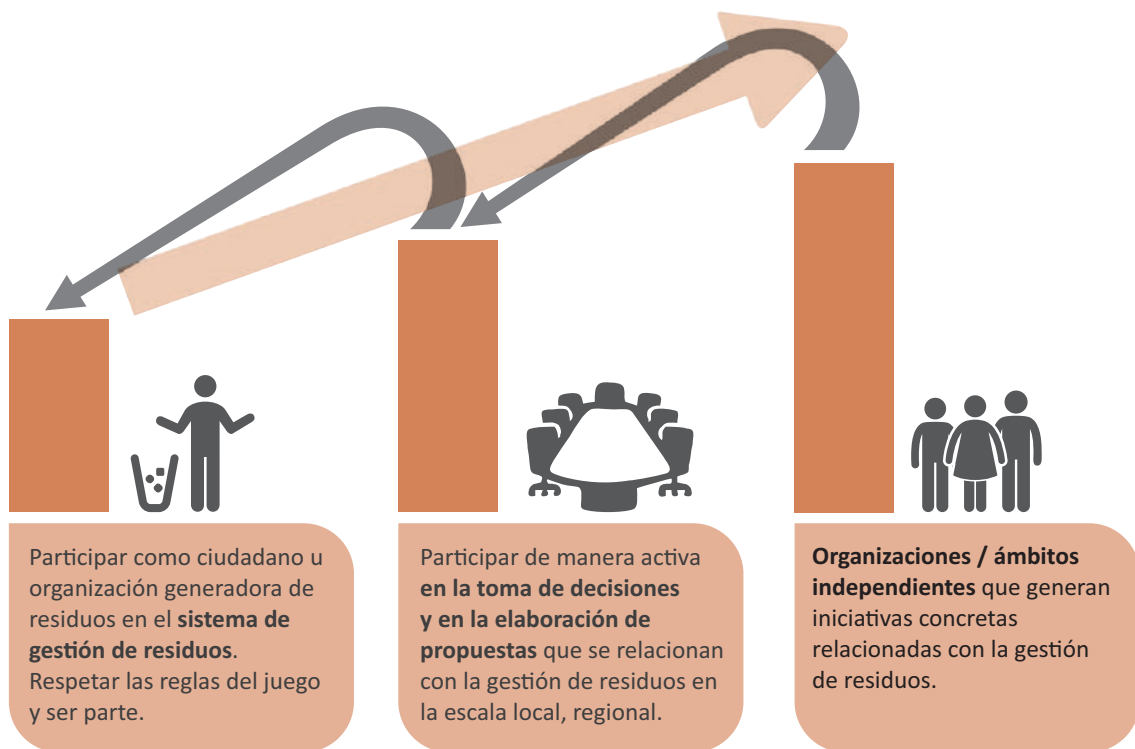 Participar como ciudadano u
organización generadora de
residuos en el sistema de
gestión de residuos.
Respetar las reglas del juego
y ser parte.
Participar de manera activa
en la toma de decisiones
y en la elaboración de
propuestas que se relacionan
con la gestión de residuos en
la escala local, regional.
Organizaciones / ámbitos
independientes que generan
iniciativas concretas
relacionadas con la gestión
de residuos.